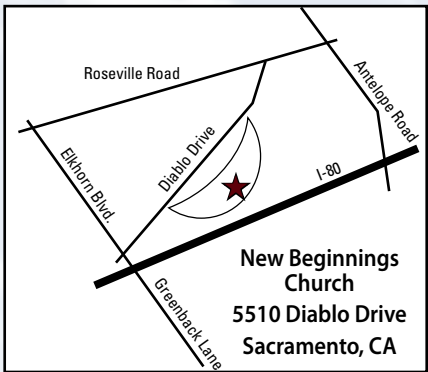 Roseville Road
Antelope Road
Diablo Drive
Elkhorn Blvd.
I-80
Greenback Lane
New Beginnings
Church
5510 Diablo Drive
Sacramento, CA